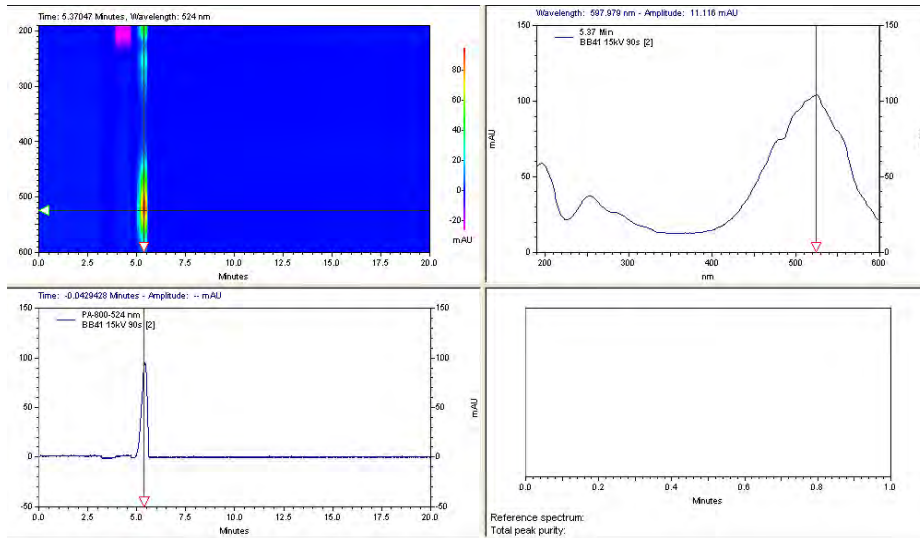 Time: 5.37047 Minutes, Wavelength: 524 nm
200
300
400
500
600
0.0 2.5 5.0 7.5 10.0 12.5 15.0 17.5 20.0
Minutes
80
60
40
20
0
-20
mAU
Wavelength: 597.979 nm - Amplitude: 11.116 mAU
150 150
5.37 Min
BB41 15kV 90s [2]
100 100
mAU
50 50
0 0
200 300 400 500 600
nm
Time: -0.0429428 Minutes - Amplitude: -- mAU
150 150
PA-800-524 nm
BB41 15kV 90s [2]
100 100
mAU
50 50
0 0
-50 -50
0.0 2.5 5.0 7.5 10.0 12.5 15.0 17.5 20.0
Minutes
0.0 0.2 0.4 0.6 0.8 1.0
Minutes
Reference spectrum:
Total peak purity: